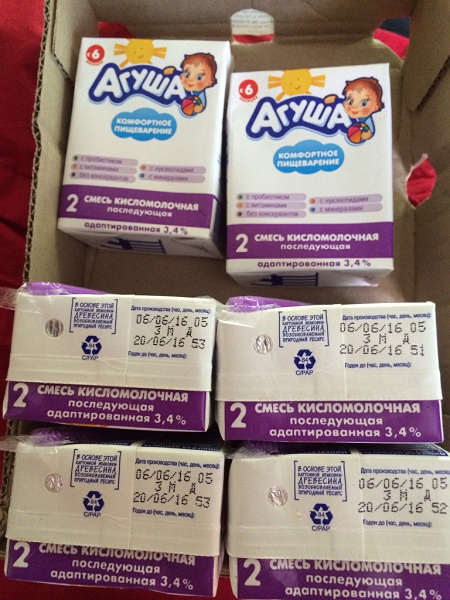 с 6
АГУША
КОМФОРТНОЕ
ПИЩЕВАРЕНИЕ
с пробиотиком
с нуклеотидами
с витаминами
с минералами
без консервантов
2 СМЕСЬ КИСЛОМОЛОЧНАЯ
последующая
адаптированная 3,4%
с 6
АГУША
КОМФОРТНОЕ
ПИЩЕВАРЕНИЕ
с пробиотиком
с нуклеотидами
с витаминами
с минералами
без консервантов
2 СМЕСЬ КИСЛОМОЛОЧНАЯ
последующая
адаптированная 3,4%
В ОСНОВЕ ЭТОЙ
КАРТОННОЙ УПАКОВКИ
ДРЕВЕСИНА
ВОЗОБНОВЛЯЕМЫЙ
ПРИРОДНЫЙ РЕСУРС
84
C/PAP
Дата производства (час, день, месяц):
06/06/16 05
3 М Д
20/06/16 53
Годен до (час, день, месяц):
2 СМЕСЬ КИСЛОМОЛОЧНАЯ
последующая
адаптированная 3,4%
В ОСНОВЕ ЭТОЙ
КАРТОННОЙ УПАКОВКИ
ДРЕВЕСИНА
ВОЗОБНОВЛЯЕМЫЙ
ПРИРОДНЫЙ РЕСУРС
84
C/PAP
Дата производства (час, день, месяц):
06/06/16 05
3 М Д
20/06/16 51
Годен до (час, день, месяц):
2 СМЕСЬ КИСЛОМОЛОЧНАЯ
последующая
адаптированная 3,4%
В ОСНОВЕ ЭТОЙ
КАРТОННОЙ УПАКОВКИ
ДРЕВЕСИНА
ВОЗОБНОВЛЯЕМЫЙ
ПРИРОДНЫЙ РЕСУРС
84
C/PAP
Дата производства (час, день, месяц):
06/06/16 05
3 М Д
20/06/16 53
Годен до (час, день, месяц):
2 СМЕСЬ КИСЛОМОЛОЧНАЯ
последующая
адаптированная 3,4%
В ОСНОВЕ ЭТОЙ
КАРТОННОЙ УПАКОВКИ
ДРЕВЕСИНА
ВОЗОБНОВЛЯЕМЫЙ
ПРИРОДНЫЙ РЕСУРС
84
C/PAP
Дата производства (час, день, месяц):
06/06/16 05
3 М Д
20/06/16 52
Годен до (час, день, месяц):
2 СМЕСЬ КИСЛОМОЛОЧНАЯ
последующая
адаптированная 3,4%